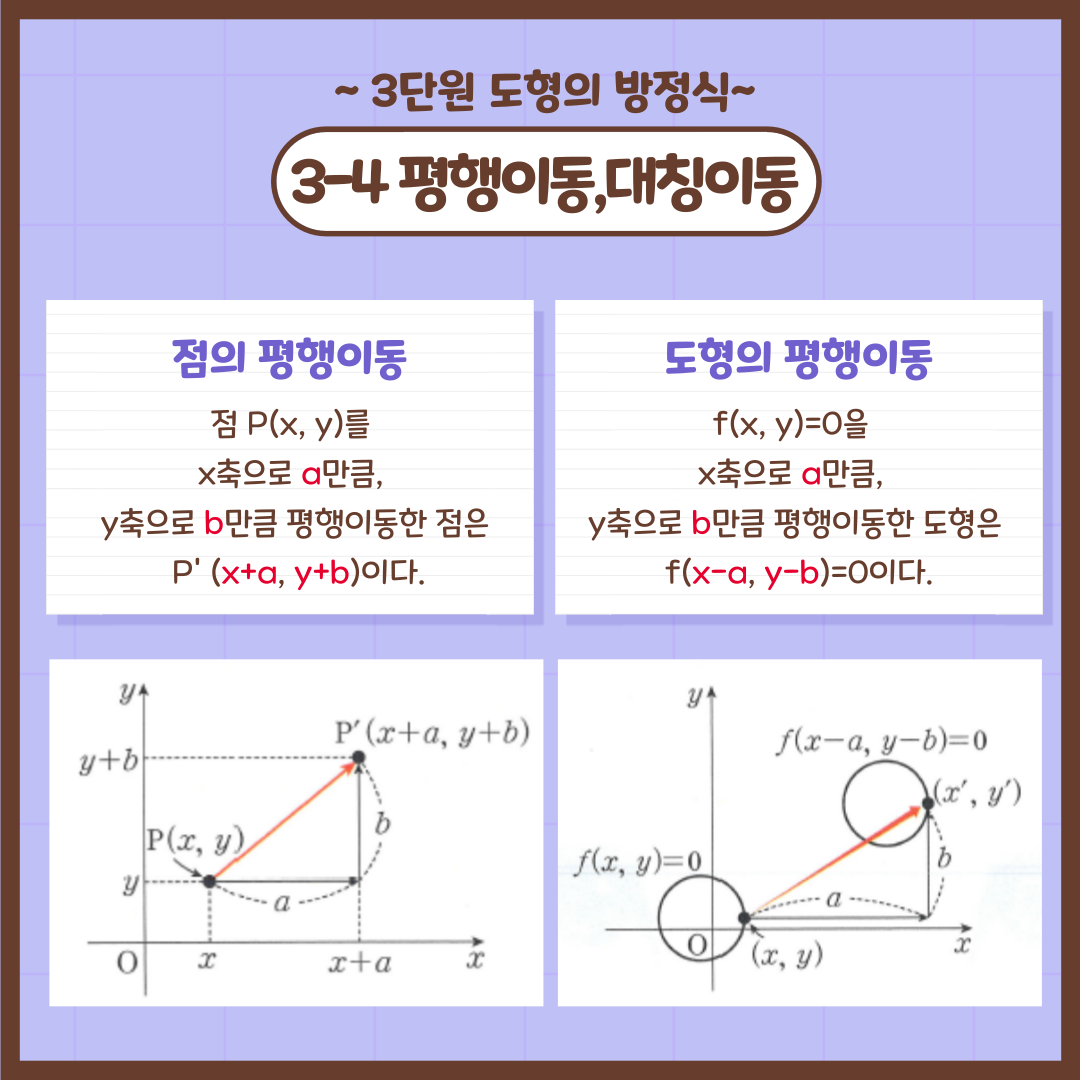 ~ 3단원 도형의 방정식~
3-4 평행이동,대칭이동
점의 평행이동
점 P(x, y)를
x축으로 a만큼,
y축으로 b만큼 평행이동한 점은
P' (x+a, y+b)이다.
도형의 평행이동
f(x, y)=0을
x축으로 a만큼,
y축으로 b만큼 평행이동한 도형은
f(x-a, y-b)=0이다.
y
P′(x+a, y+b)
y+b
b
P(x, y)
y
a
O
x
x+a
x
y
f(x-a, y-b)=0
(x′, y′)
f(x, y)=0
b
a
O
(x, y)
x